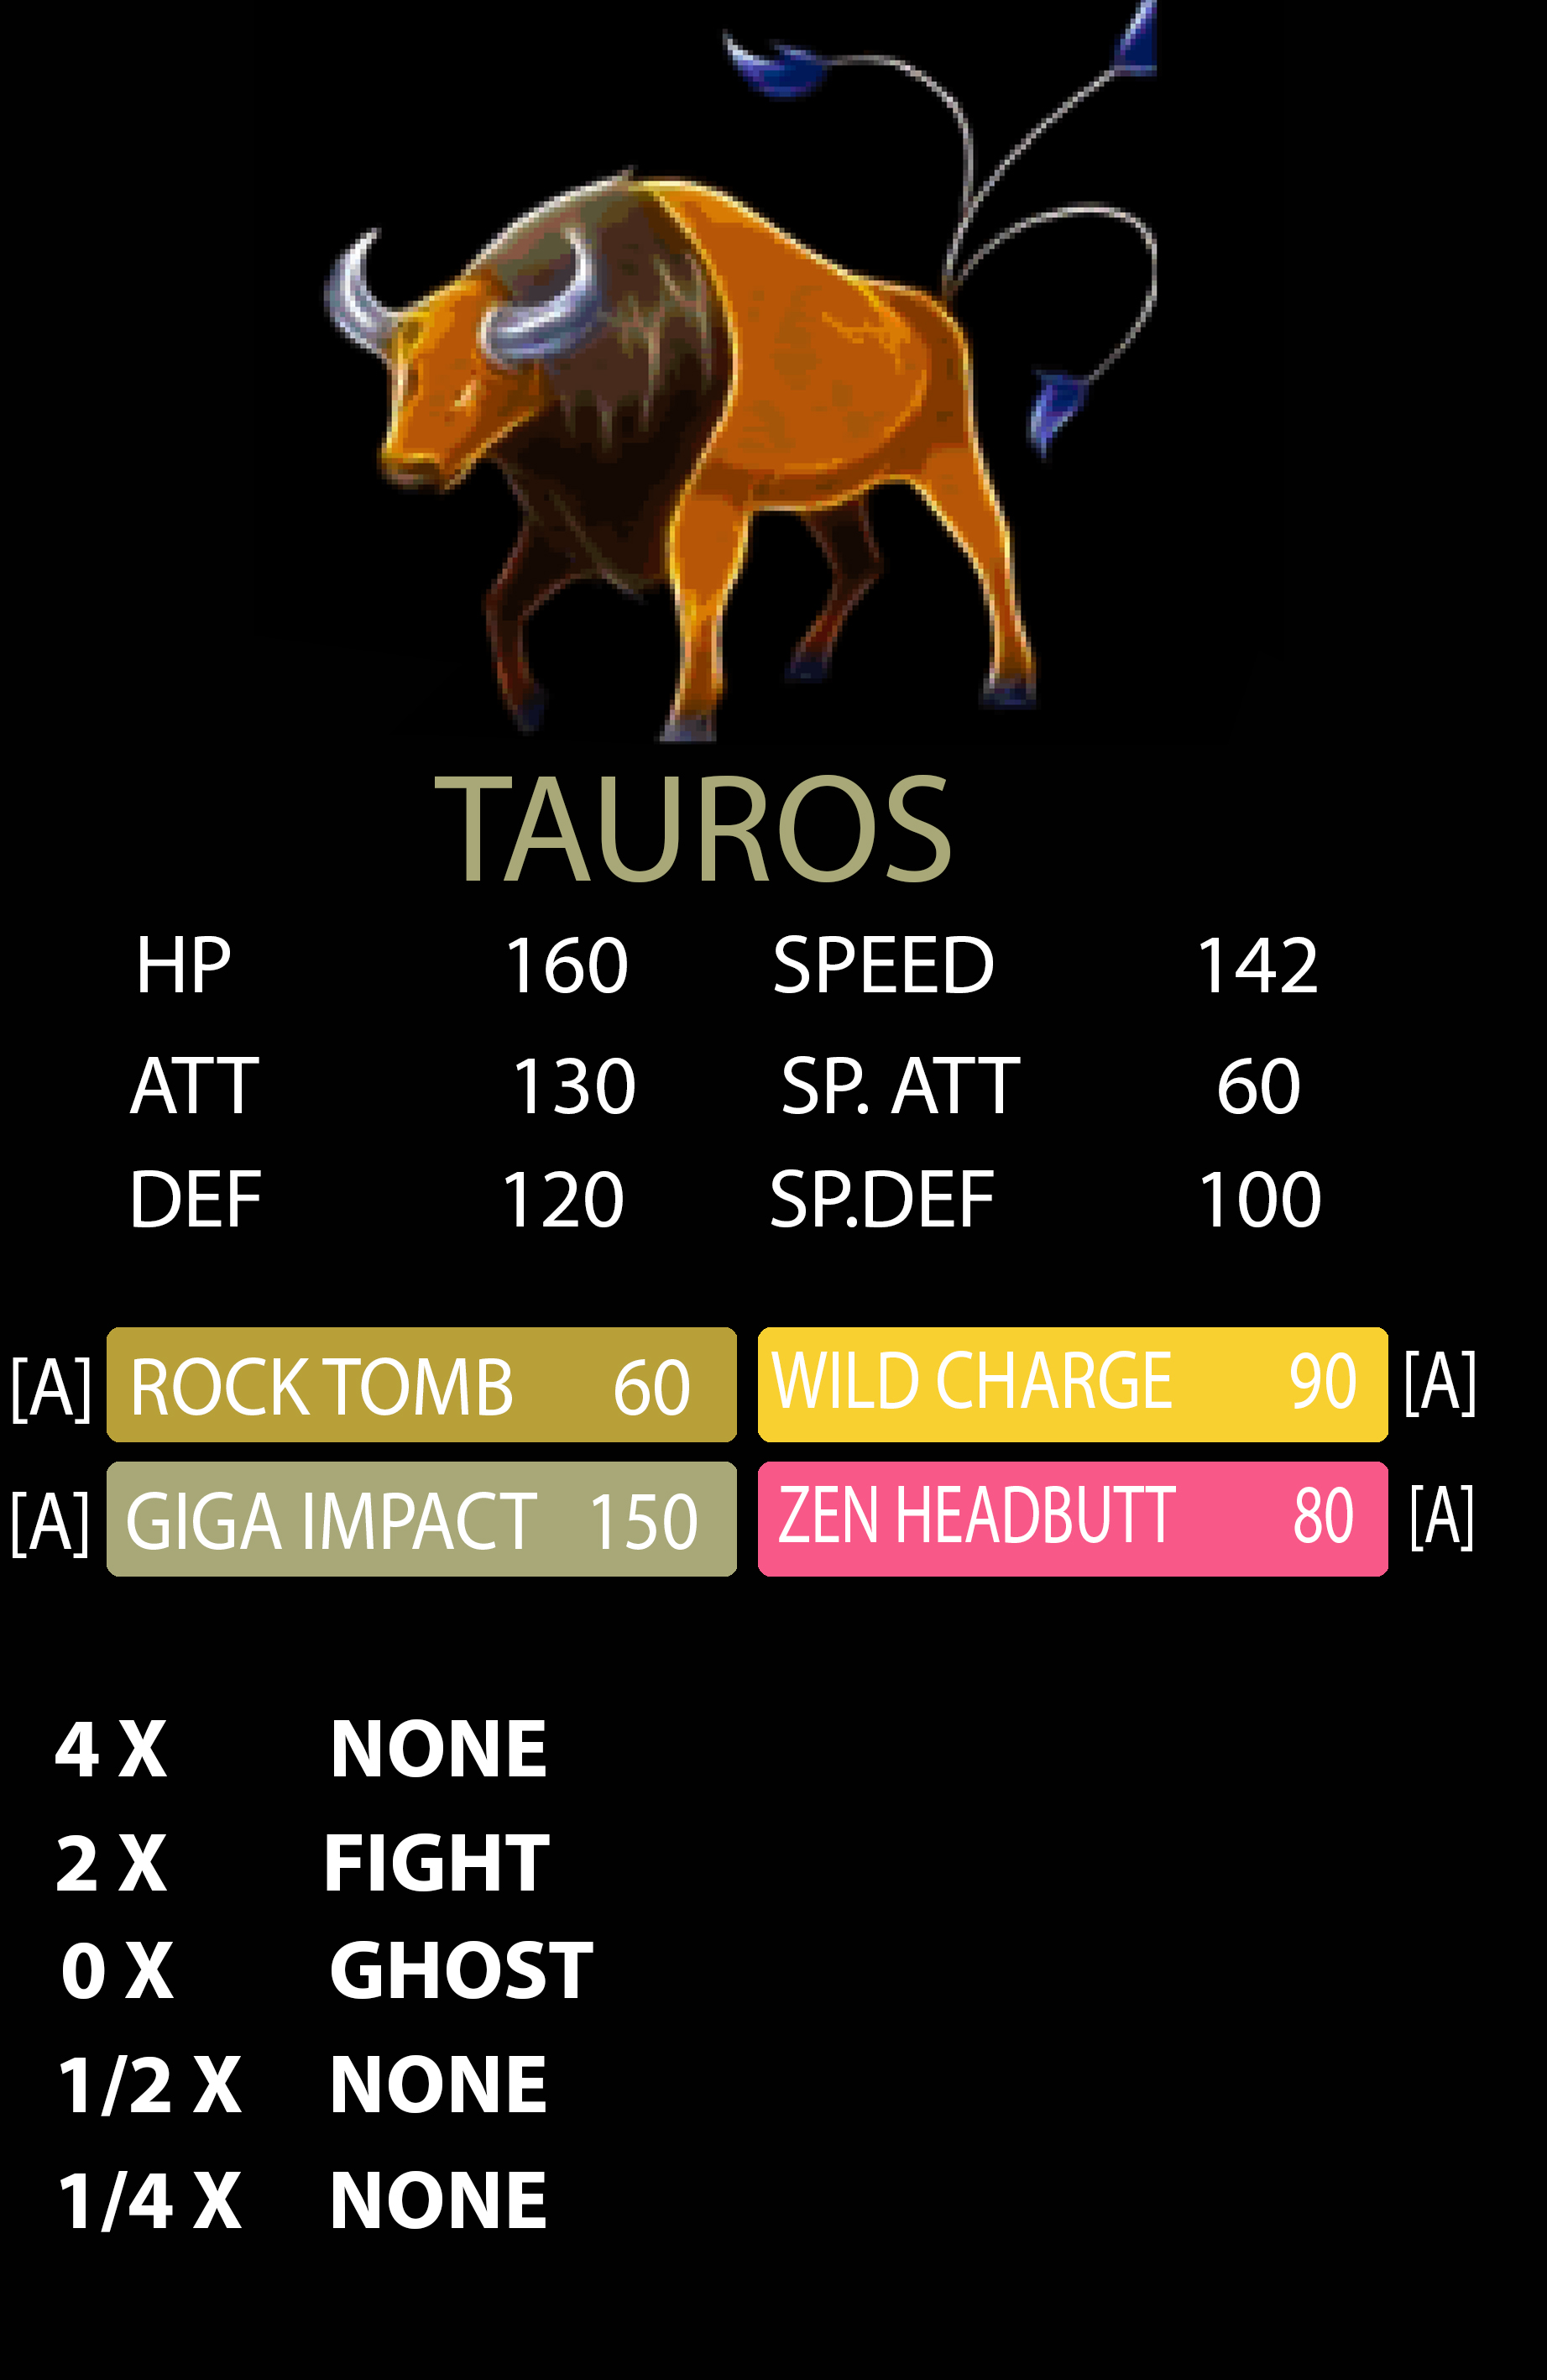 TAUROS
HP 160 SPEED 142
ATT 130 SP. ATT 60
DEF 120 SP.DEF 100
[A] ROCK TOMB 60 WILD CHARGE 90 [A]
[A] GIGA IMPACT 150 ZEN HEADBUTT 80 [A]
4 X NONE
2 X FIGHT
0 X GHOST
1/2 X NONE
1/4 X NONE